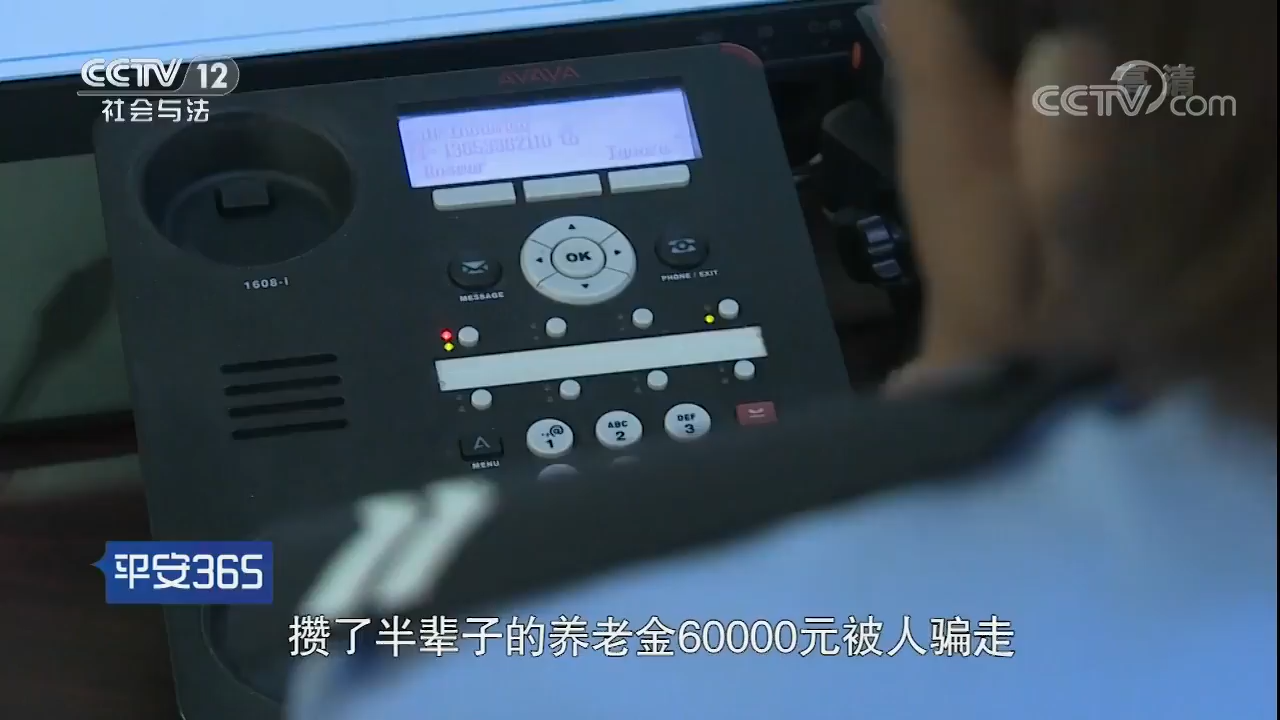 CCTV 12
社会与法
高清
CCTV.com
AVAYA
1608-I
OK
MESSAGE
PHONE / EXIT
A
MENU
.,@
1
ABC
2
DEF
3
平安365
攒了半辈子的养老金60000元被人骗走